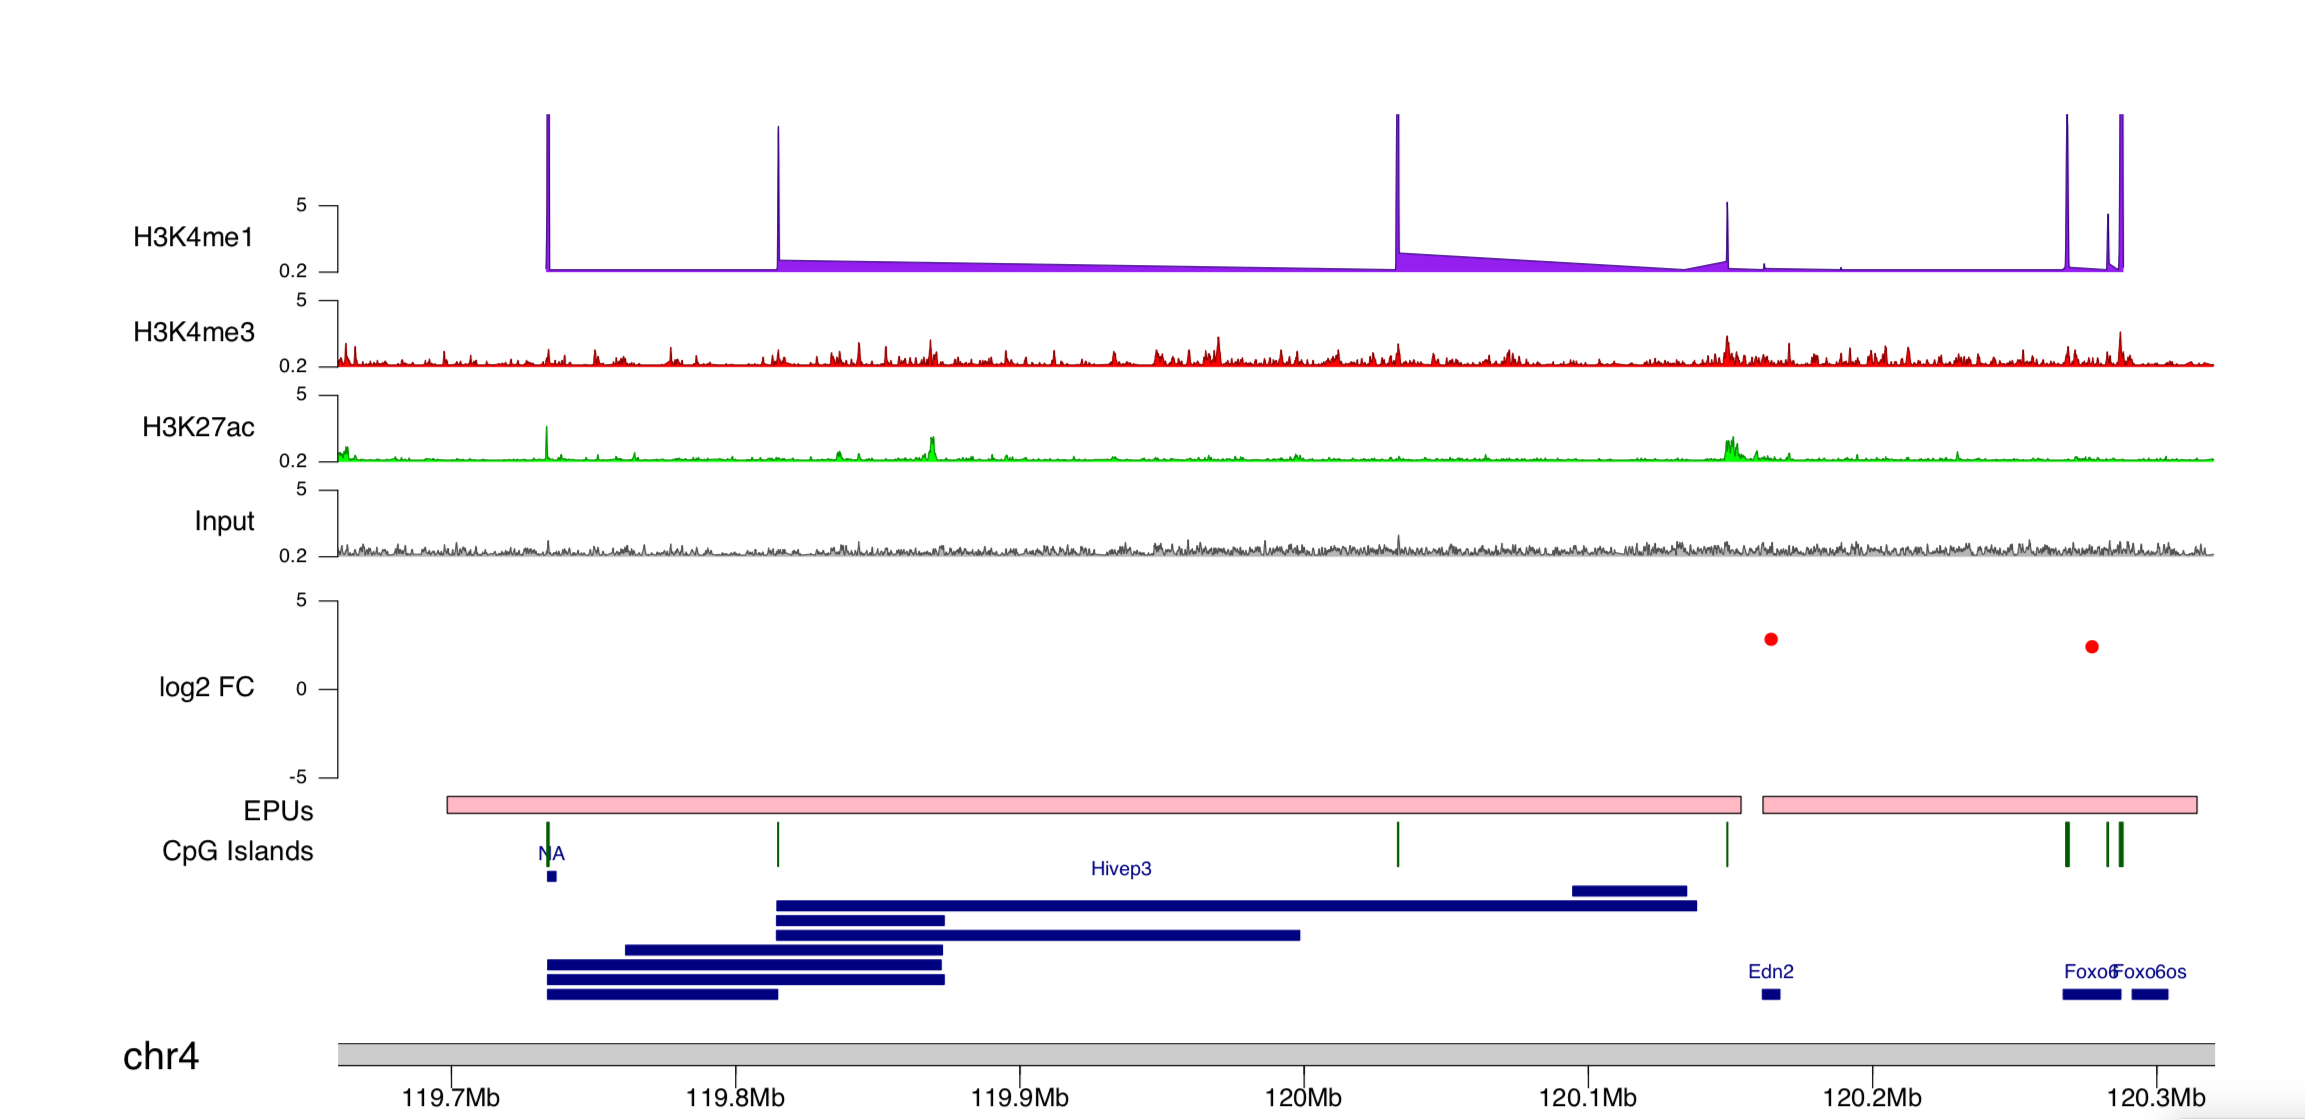 5
H3K4me1
0.2
5
H3K4me3
0.2
5
H3K27ac
0.2
5
Input
0.2
5
log2 FC 0
-5
EPUs
CpG Islands
NA
Hivep3
Edn2 Foxo6 Foxo6os
chr4
119.7Mb 119.8Mb 119.9Mb 120Mb 120.1Mb 120.2Mb 120.3Mb